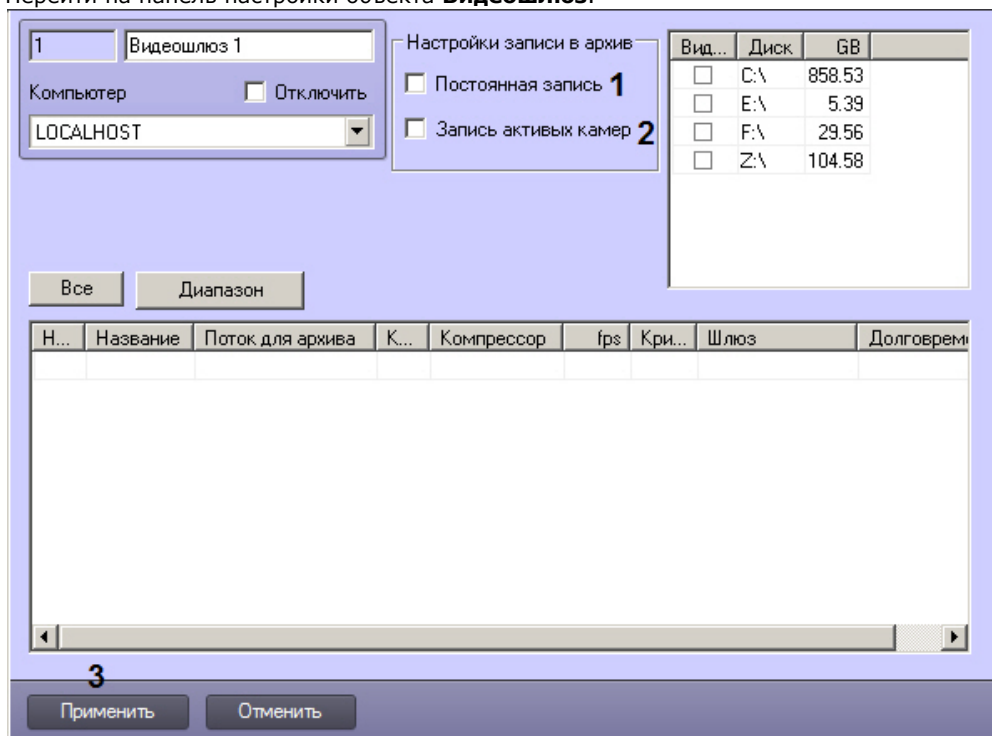 Перейти на панель настройки объекта Видеошлюз.
1 Видеошлюз 1
Компьютер Отключить
LOCALHOST
Настройки записи в архив
Постоянная запись 1
Запись активых камер 2
Вид... Диск GB
C:\ 858.53
E:\ 5.39
F:\ 29.56
Z:\ 104.58
Все Диапазон
Н... Название Поток для архива К... Компрессор fps Кри... Шлюз Долговрем
3
Применить Отменить